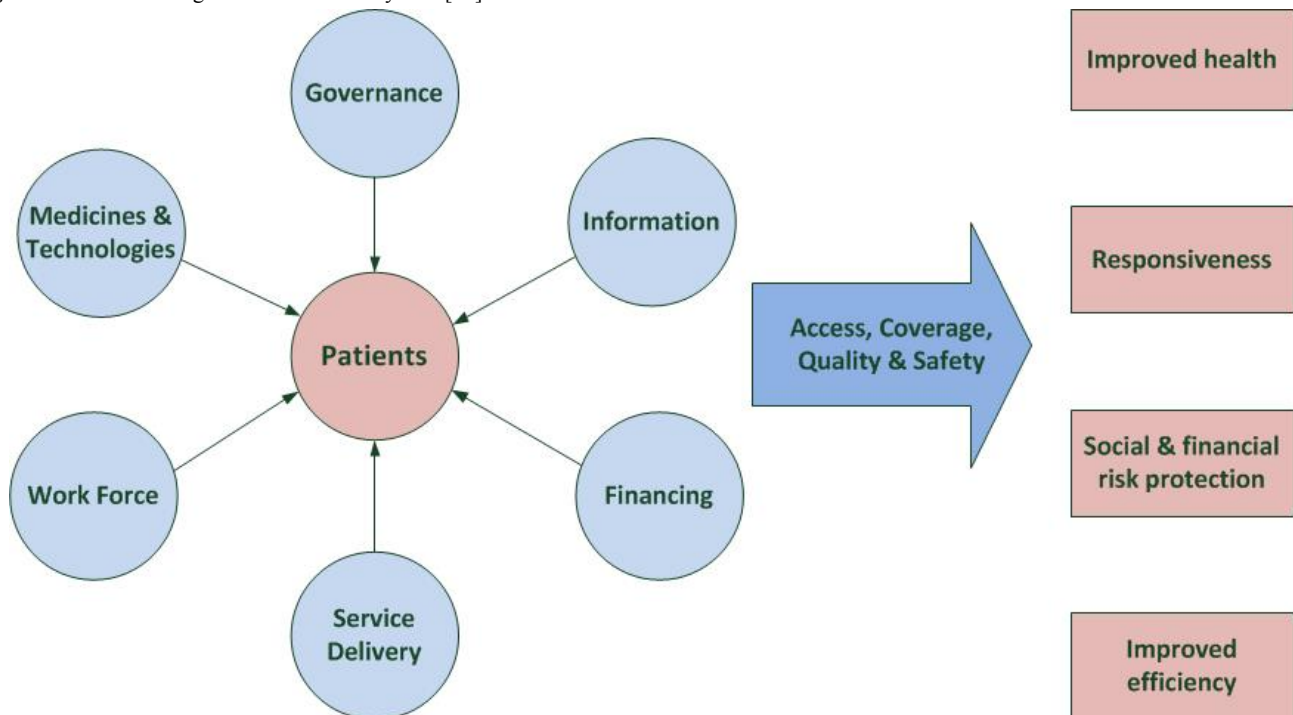 Governance
Medicines &
Technologies
Information
Patients
Work Force
Financing
Service
Delivery
Access, Coverage,
Quality & Safety
Improved health
Responsiveness
Social & financial
risk protection
Improved
efficiency